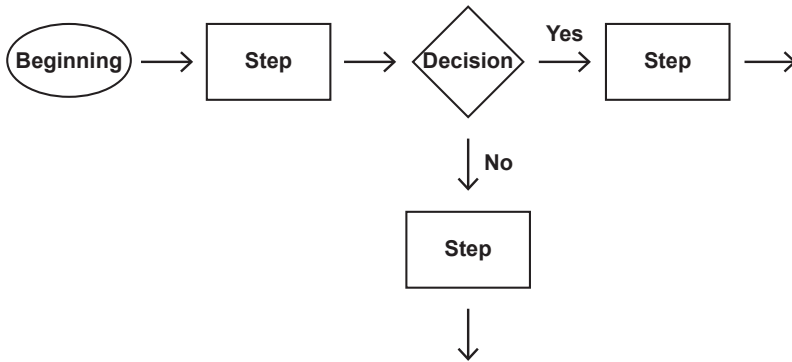 Beginning
Step
Decision
Yes
Step
No
Step